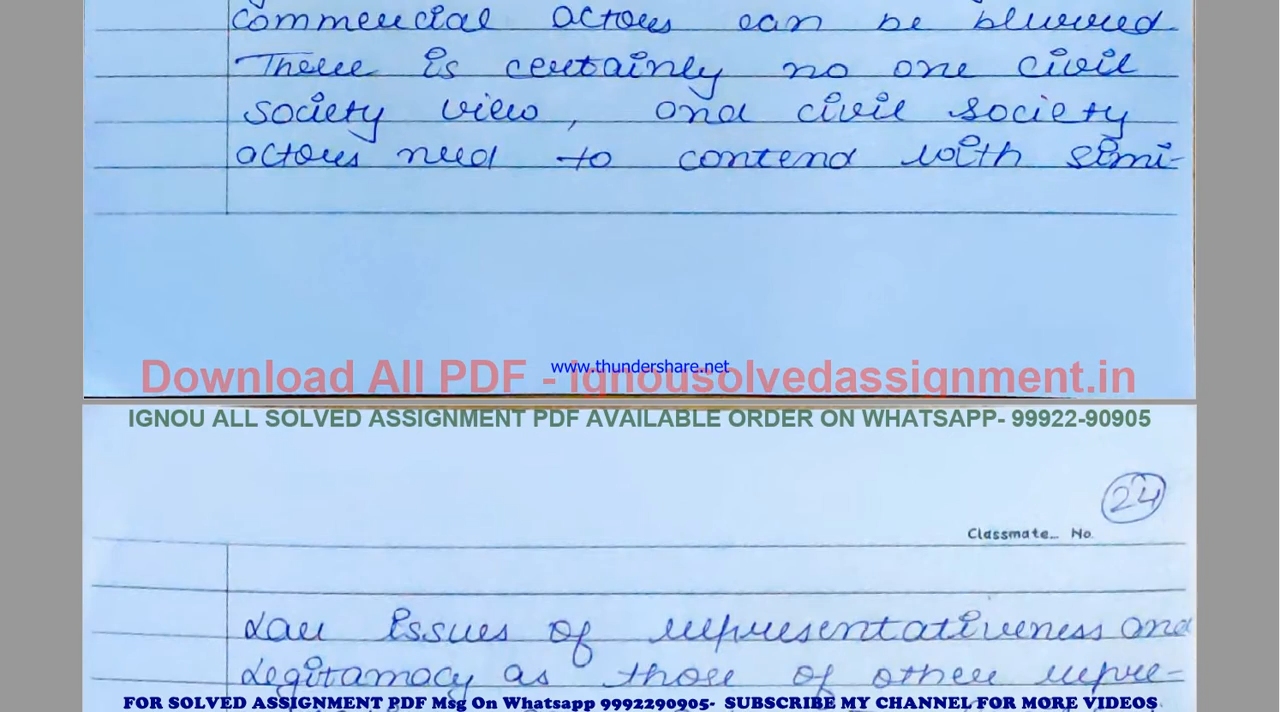 commercial actors can be blurred.
There is certainly no one civil
society view, and civil society
actors need to contend with simi-
www.thundershare.net
Download All PDF - ignousolvedassignment.in
IGNOU ALL SOLVED ASSIGNMENT PDF AVAILABLE ORDER ON WHATSAPP- 99922-90905
24
Classmate No.
lar issues of representativeness and
legitamacy as those of other repre-
FOR SOLVED ASSIGNMENT PDF Msg On Whatsapp 9992290905- SUBSCRIBE MY CHANNEL FOR MORE VIDEOS